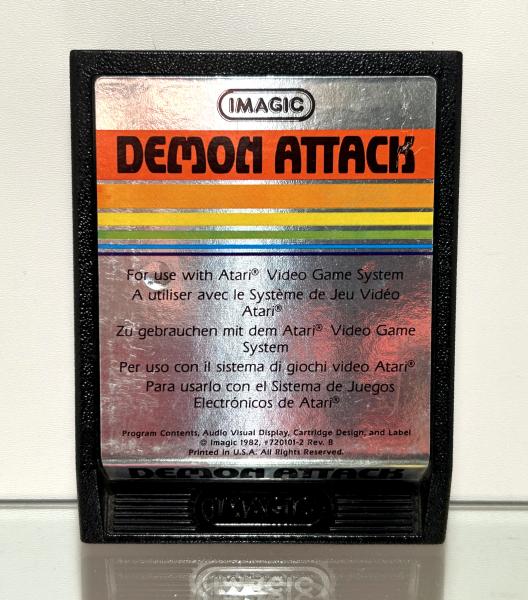 IMAGIC
DEMON ATTACK
For use with Atari® Video Game System
A utiliser avec le Système de Jeu Vidéo
Atari®
Zu gebrauchen mit dem Atari® Video Game
System
Per uso con il sistema di giochi video Atari®
Para usarlo con el Sistema de Juegos
Electrónicos de Atari®
Program Contents, Audio Visual Display, Cartridge Design, and Label
© Imagic 1982, #720101-2 Rev. B
Printed in U.S.A. All Rights Reserved.
DEMON ATTACK
IMAGIC